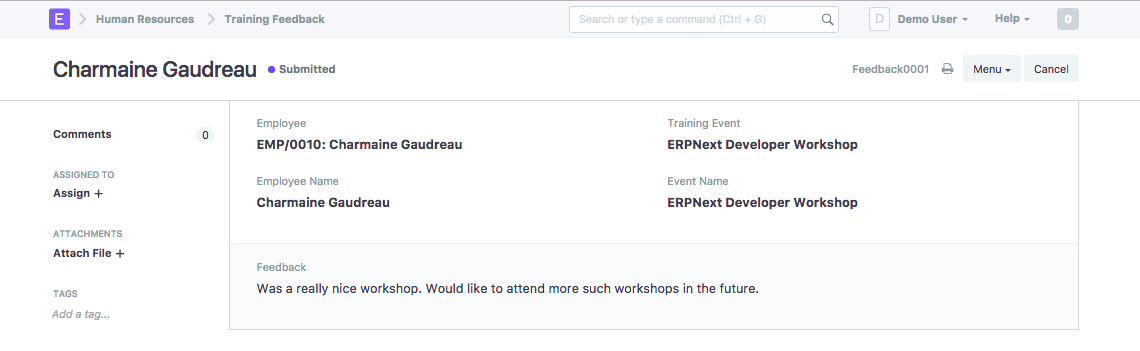 E Human Resources Training Feedback Search or type a command (Ctrl + G) D Demo User Help 0
Charmaine Gaudreau Submitted Feedback0001 Menu Cancel
Comments 0
ASSIGNED TO
Assign +
ATTACHMENTS
Attach File +
TAGS
Add a tag...
Employee
EMP/0010: Charmaine Gaudreau
Employee Name
Charmaine Gaudreau
Training Event
ERPNext Developer Workshop
Event Name
ERPNext Developer Workshop
Feedback
Was a really nice workshop. Would like to attend more such workshops in the future.